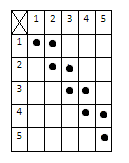 1 2 3 4 5
1 ● ●
2 ● ●
3 ● ●
4 ● ●
5 ●